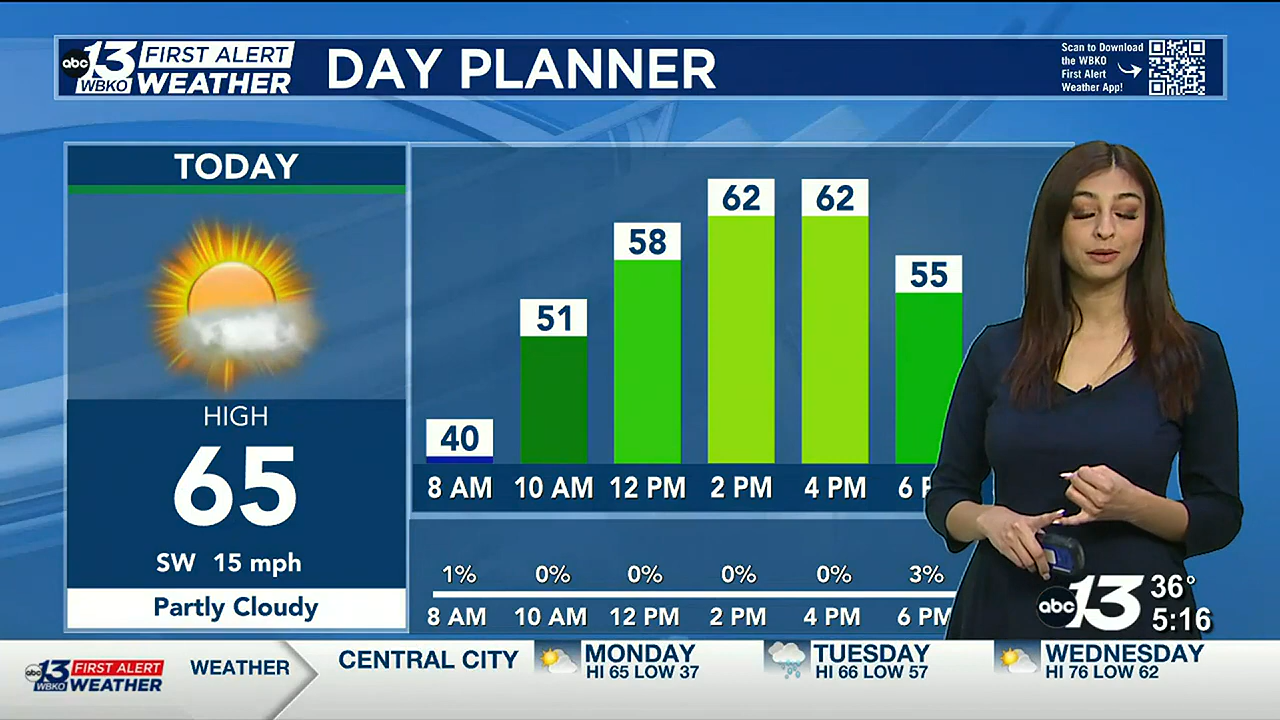 abc 13 WBKO FIRST ALERT WEATHER
DAY PLANNER
Scan to Download
the WBKO
First Alert
Weather App!
TODAY
HIGH
65
SW 15 mph
Partly Cloudy
40 51 58 62 62 55
8 AM 10 AM 12 PM 2 PM 4 PM 6
1% 0% 0% 0% 0% 3%
8 AM 10 AM 12 PM 2 PM 4 PM 6 PM
abc 13 36°
5:16
abc 13 WBKO FIRST ALERT WEATHER
WEATHER
CENTRAL CITY
MONDAY
HI 65 LOW 37
TUESDAY
HI 66 LOW 57
WEDNESDAY
HI 76 LOW 62